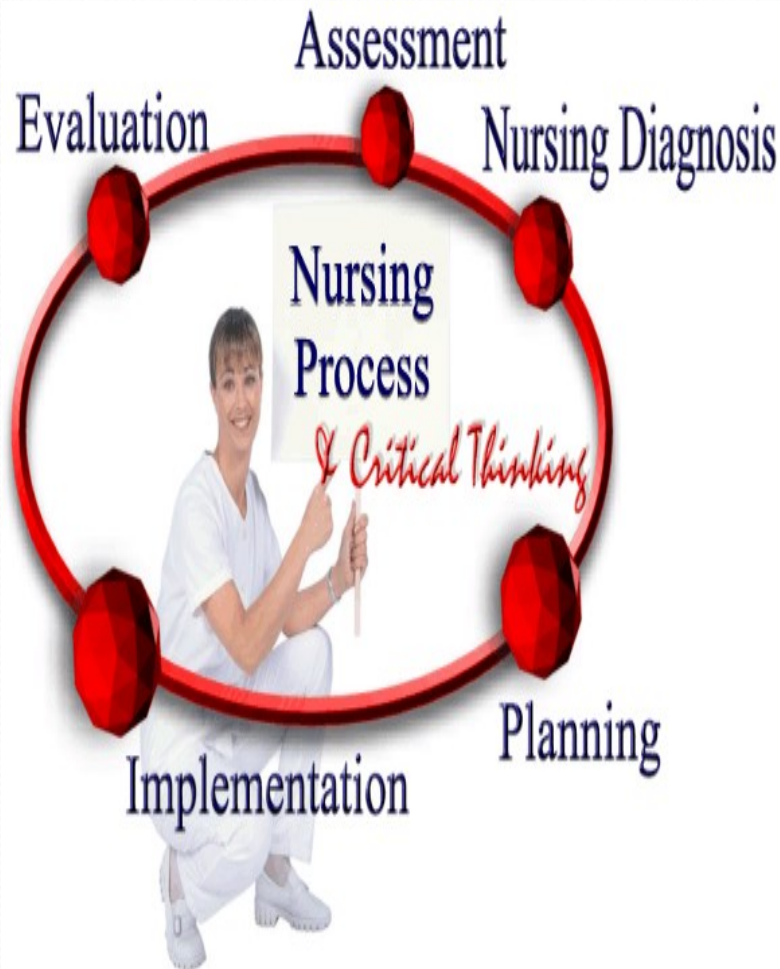 Assessment
Evaluation
Nursing Diagnosis
Nursing
Process
& Critical Thinking
Planning
Implementation